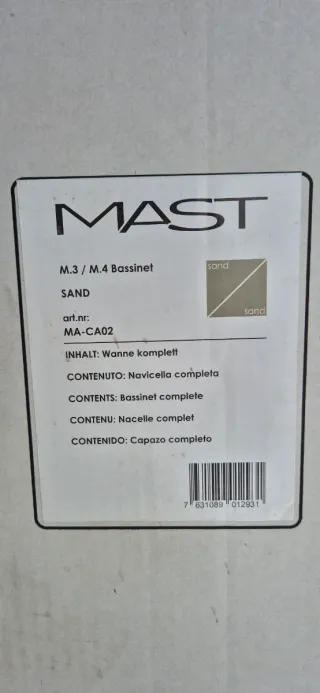 MAST
M.3 / M.4 Bassinet
SAND
sand
sand
art.nr:
MA-CA02
INHALT: Wanne komplett
CONTENUTO: Navicella completa
CONTENTS: Bassinet complete
CONTENU: Nacelle complet
CONTENIDO: Capazo completo
7 631089 012931